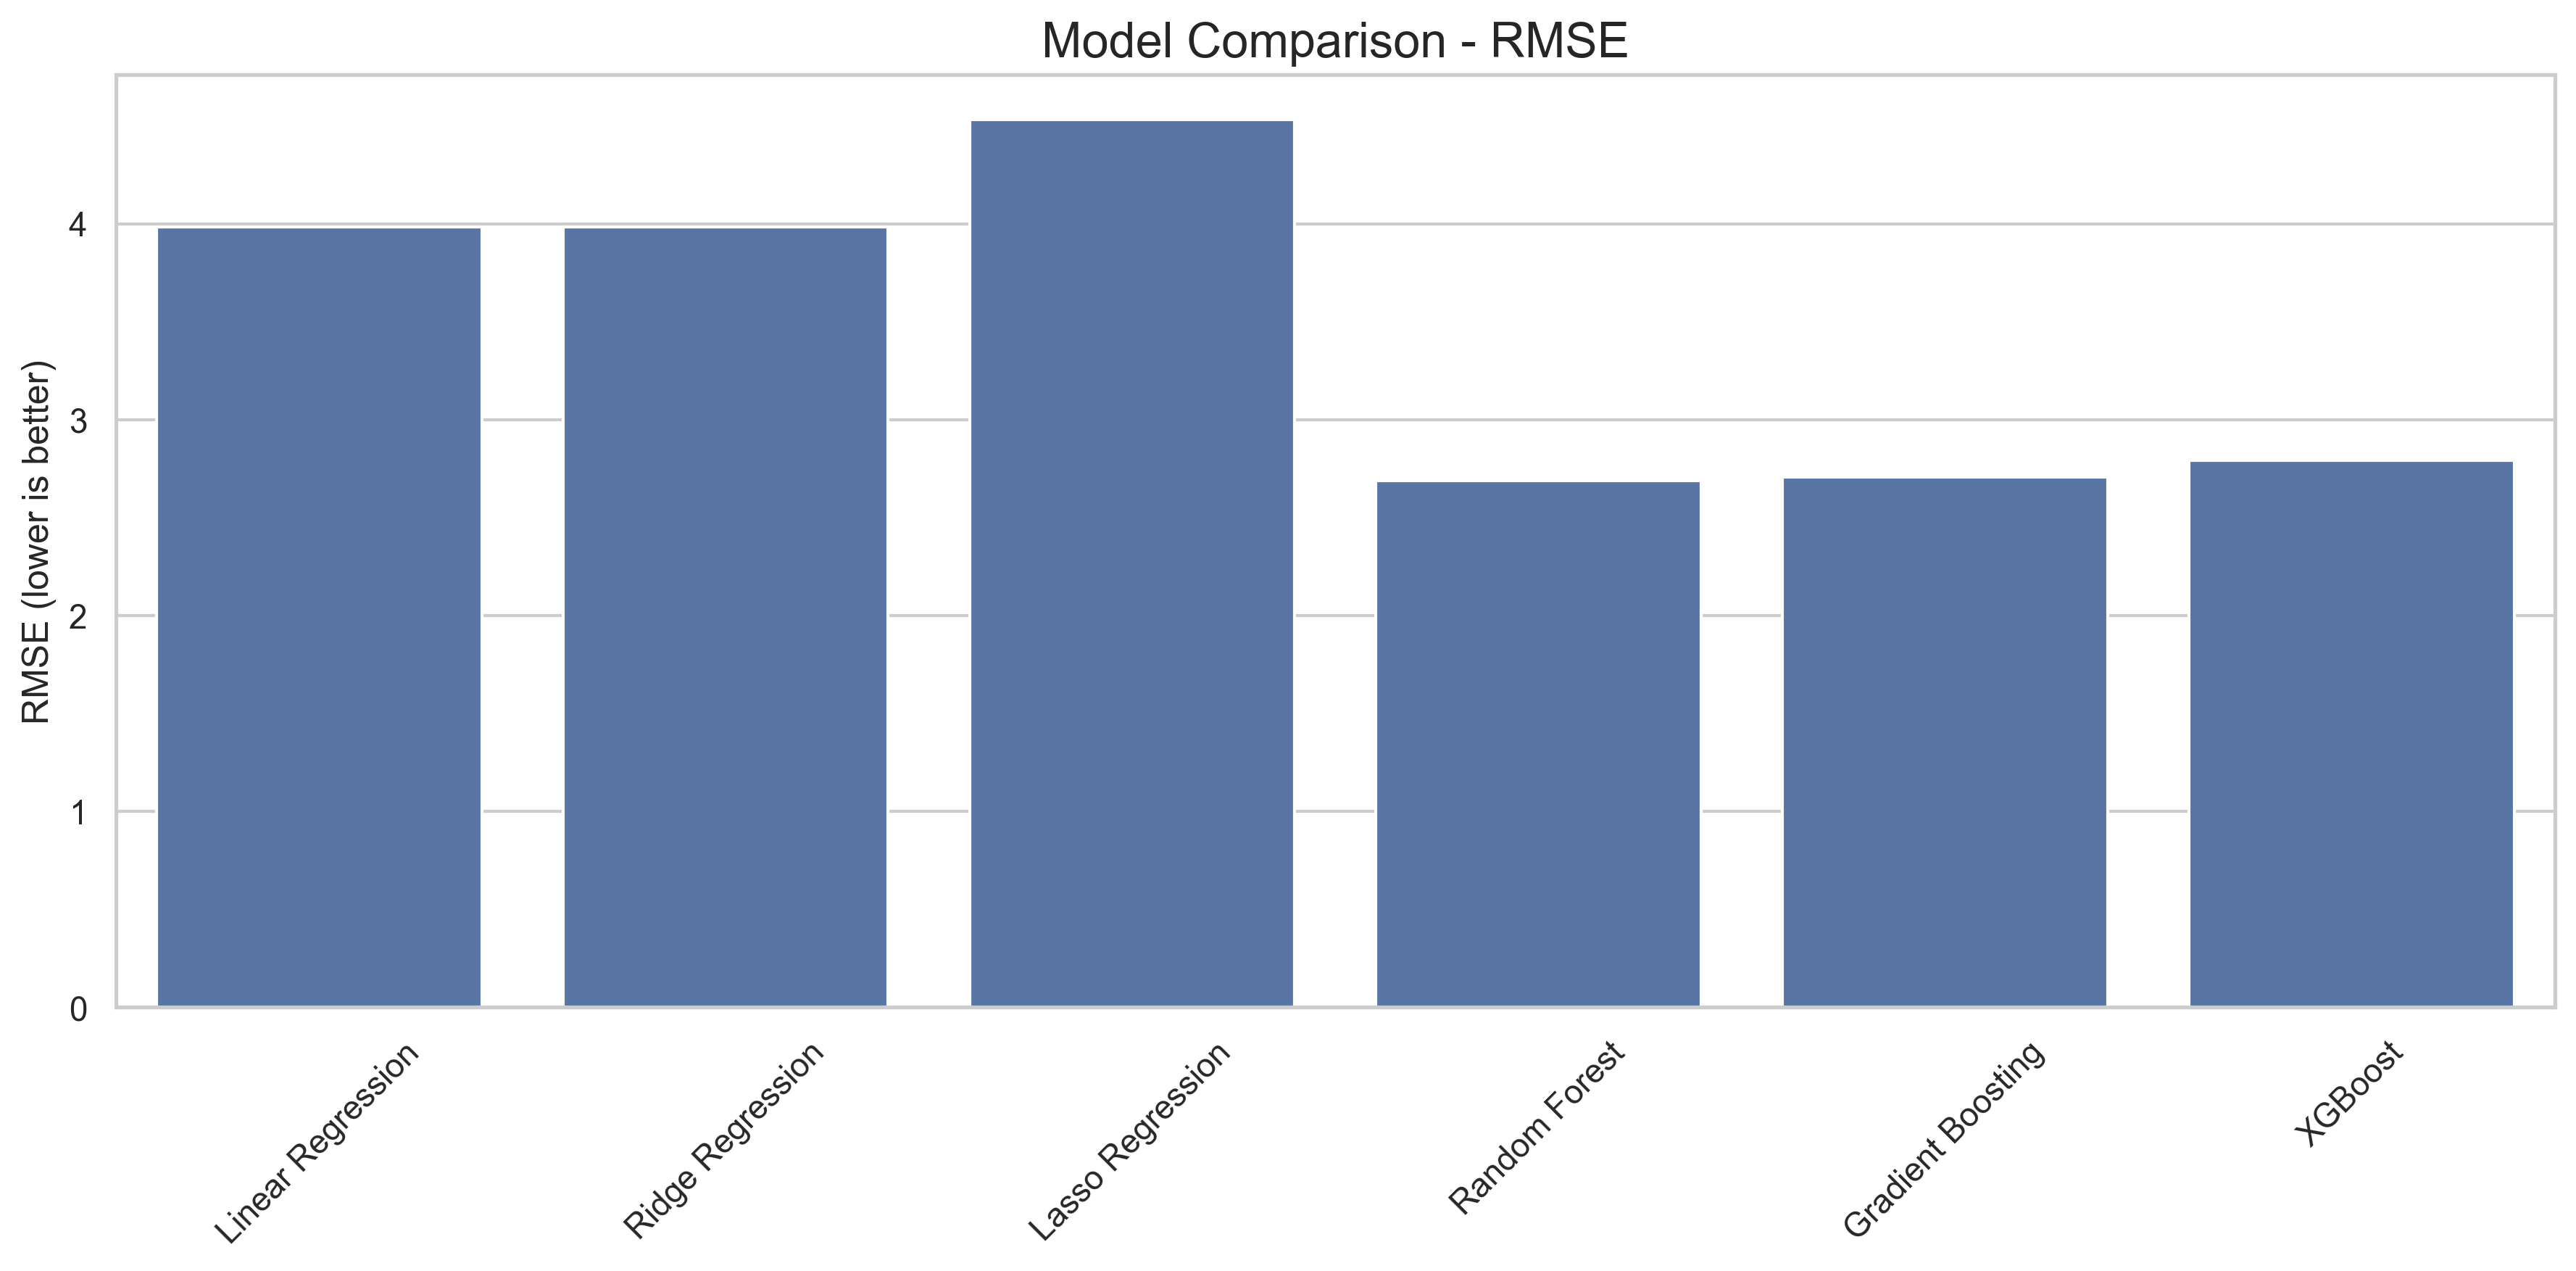 Model Comparison - RMSE
RMSE (lower is better)
4
3
2
1
0
Linear Regression
Ridge Regression
Lasso Regression
Random Forest
Gradient Boosting
XGBoost